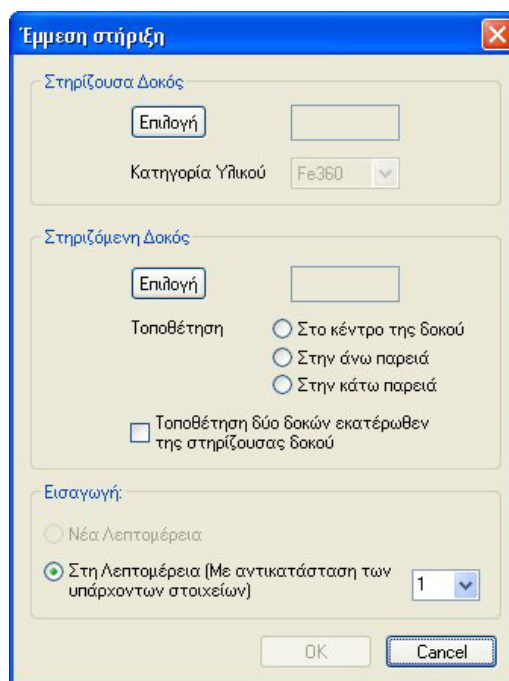 Έμμεση στήριξη
Στηρίζουσα Δοκός
Επιλογή
Κατηγορία Υλικού
Fe360
Στηριζόμενη Δοκός
Επιλογή
Τοποθέτηση
Στο κέντρο της δοκού
Στην άνω παρειά
Στην κάτω παρειά
Τοποθέτηση δύο δοκών εκατέρωθεν
της στηρίζουσας δοκού
Εισαγωγή:
Νέα Λεπτομέρεια
Στη Λεπτομέρεια (Με αντικατάσταση των
υπάρχοντων στοιχείων)
1
OK
Cancel